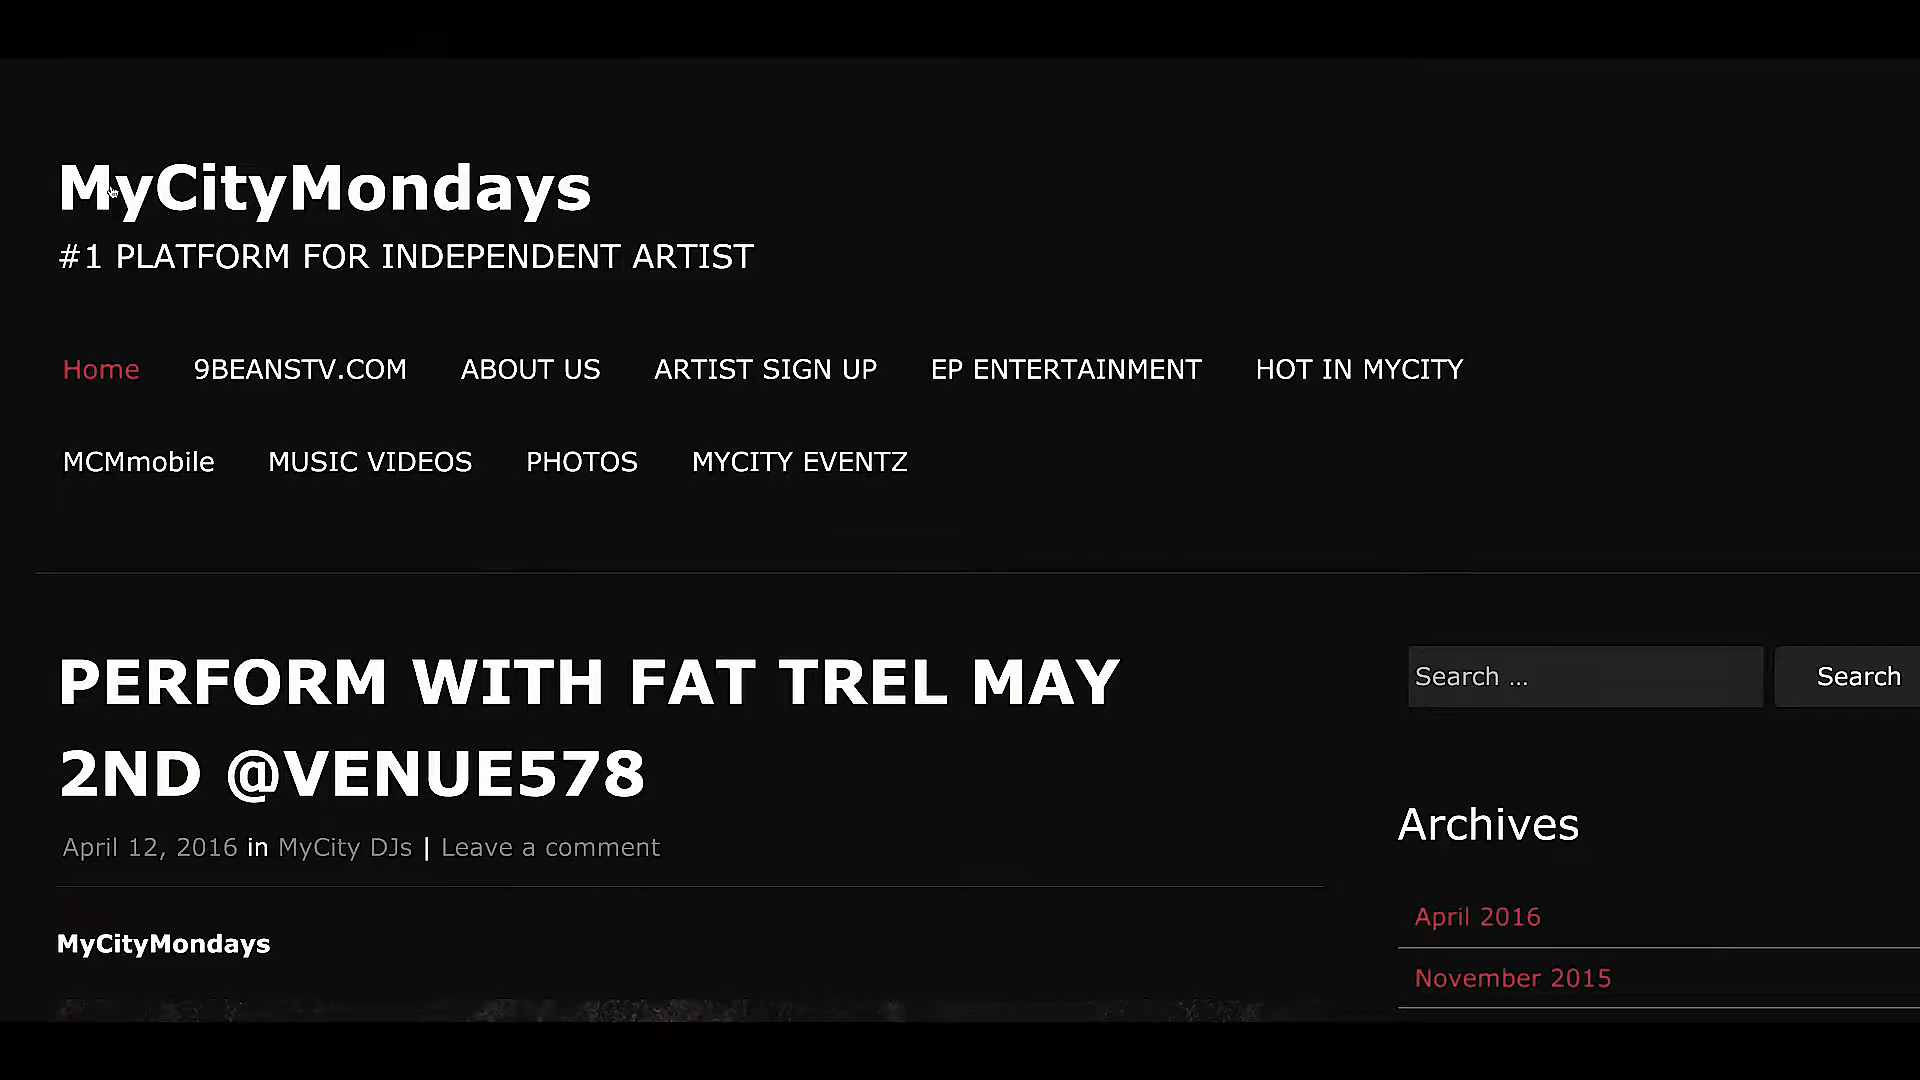 MyCityMondays
#1 PLATFORM FOR INDEPENDENT ARTIST
Home 9BEANSTV.COM ABOUT US ARTIST SIGN UP EP ENTERTAINMENT HOT IN MYCITY
MCMmobile MUSIC VIDEOS PHOTOS MYCITY EVENTZ
PERFORM WITH FAT TREL MAY
2ND @VENUE578
April 12, 2016 in MyCity DJs | Leave a comment
MyCityMondays
Search ... Search
Archives
April 2016
November 2015